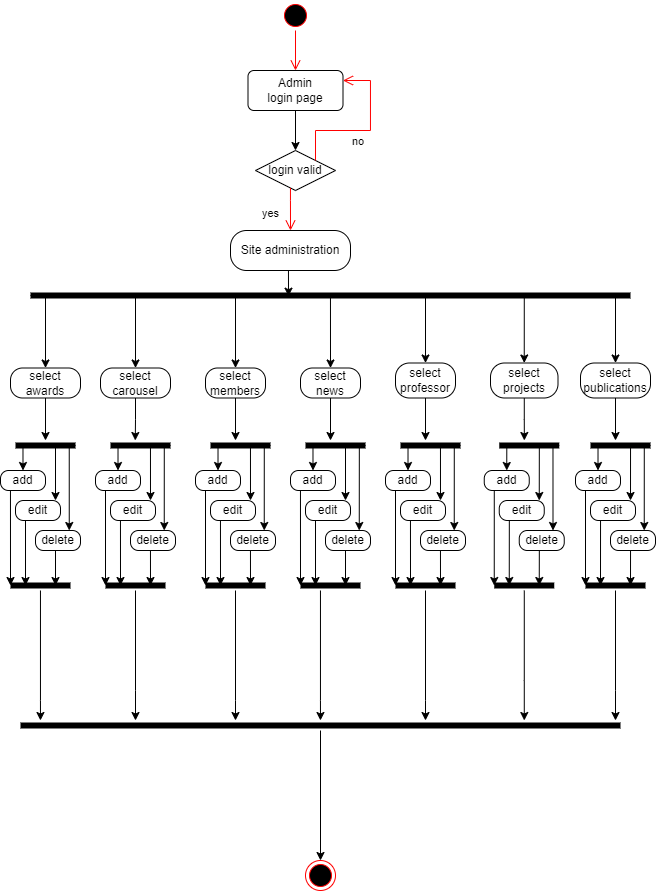 Admin
login page
no
login valid
yes
Site administration
select
awards
select
carousel
select
members
select
news
select
professor
select
projects
select
publications
add
add
add
add
add
add
add
edit
edit
edit
edit
edit
edit
edit
delete
delete
delete
delete
delete
delete
delete